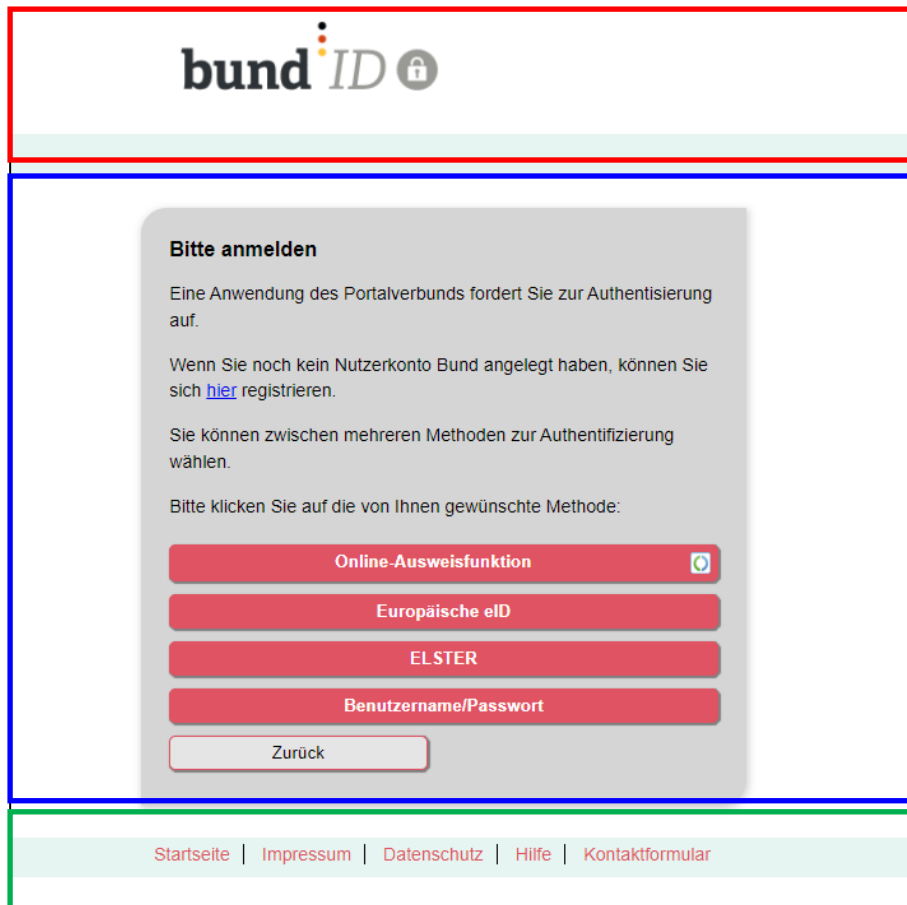 bund ID
Bitte anmelden
Eine Anwendung des Portalverbunds fordert Sie zur Authentisierung
auf.
Wenn Sie noch kein Nutzerkonto Bund angelegt haben, können Sie
sich hier registrieren.
Sie können zwischen mehreren Methoden zur Authentifizierung
wählen.
Bitte klicken Sie auf die von Ihnen gewünschte Methode:
Online-Ausweisfunktion
Europäische eID
ELSTER
Benutzername/Passwort
Zurück
Startseite | Impressum | Datenschutz | Hilfe | Kontaktformular